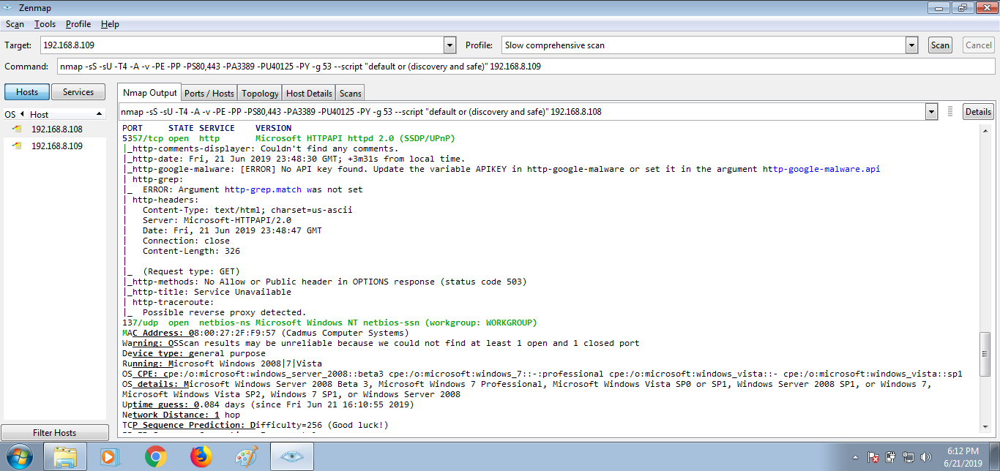 Zenmap
Scan Tools Profile Help
Target: 192.168.8.109 Profile: Slow comprehensive scan Scan Cancel
Command: nmap -sS -sU -T4 -A -v -PE -PP -PS80,443 -PA3389 -PU40125 -PY -g 53 --script "default or (discovery and safe)" 192.168.8.109
Hosts Services
OS Host
192.168.8.108
192.168.8.109
Filter Hosts
Nmap Output Ports / Hosts Topology Host Details Scans
nmap -sS -sU -T4 -A -v -PE -PP -PS80,443 -PA3389 -PU40125 -PY -g 53 --script "default or (discovery and safe)" 192.168.8.108 Details
PORT STATE SERVICE VERSION
5357/tcp open http Microsoft HTTPAPI httpd 2.0 (SSDP/UPnP)
|_http-comments-displayer: Couldn't find any comments.
|_http-date: Fri, 21 Jun 2019 23:48:30 GMT; +3m31s from local time.
|_http-google-malware: [ERROR] No API key found. Update the variable APIKEY in http-google-malware or set it in the argument http-google-malware.api
| http-grep:
|_  ERROR: Argument http-grep.match was not set
| http-headers:
|   Content-Type: text/html; charset=us-ascii
|   Server: Microsoft-HTTPAPI/2.0
|   Date: Fri, 21 Jun 2019 23:48:47 GMT
|   Connection: close
|   Content-Length: 326
|
|_  (Request type: GET)
|_http-methods: No Allow or Public header in OPTIONS response (status code 503)
|_http-title: Service Unavailable
| http-traceroute:
|_  Possible reverse proxy detected.
137/udp open netbios-ns Microsoft Windows NT netbios-ssn (workgroup: WORKGROUP)
MAC Address: 08:00:27:2F:F9:57 (Cadmus Computer Systems)
Warning: OSScan results may be unreliable because we could not find at least 1 open and 1 closed port
Device type: general purpose
Running: Microsoft Windows 2008|7|Vista
OS CPE: cpe:/o:microsoft:windows_server_2008::beta3 cpe:/o:microsoft:windows_7::-:professional cpe:/o:microsoft:windows_vista::- cpe:/o:microsoft:windows_vista::sp1
OS details: Microsoft Windows Server 2008 Beta 3, Microsoft Windows 7 Professional, Microsoft Windows Vista SP0 or SP1, Windows Server 2008 SP1, or Windows 7,
Microsoft Windows Vista SP2, Windows 7 SP1, or Windows Server 2008
Uptime guess: 0.084 days (since Fri Jun 21 16:10:55 2019)
Network Distance: 1 hop
TCP Sequence Prediction: Difficulty=256 (Good luck!)
6:12 PM
6/21/2019